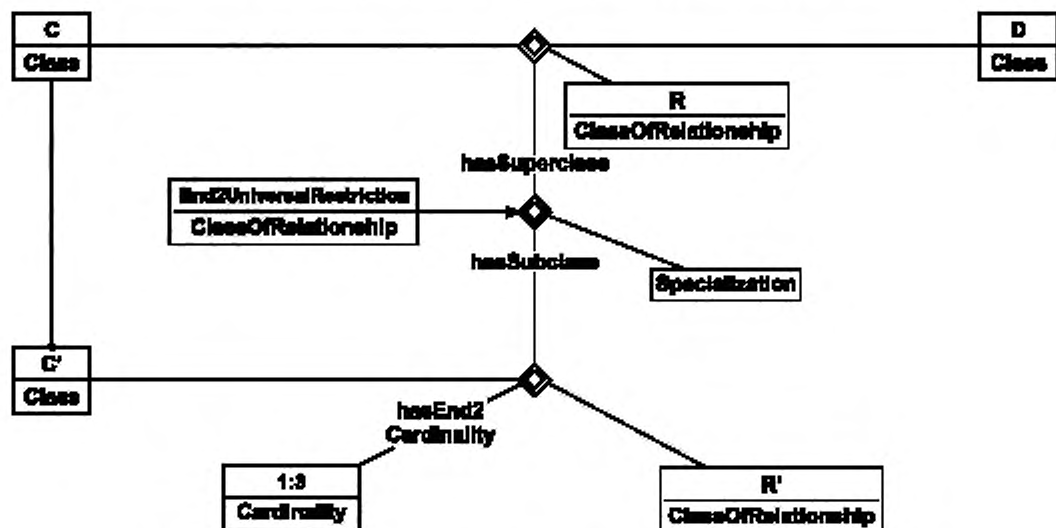 C
Class
D
Class
R
ClassOfRelationship
hasSuperclass
End2UniversalRestriction
ClassOfRelationship
hasSubclass
Specialization
C'
Class
hasEnd2
Cardinality
1:3
Cardinality
R'
ClassOfRelationship